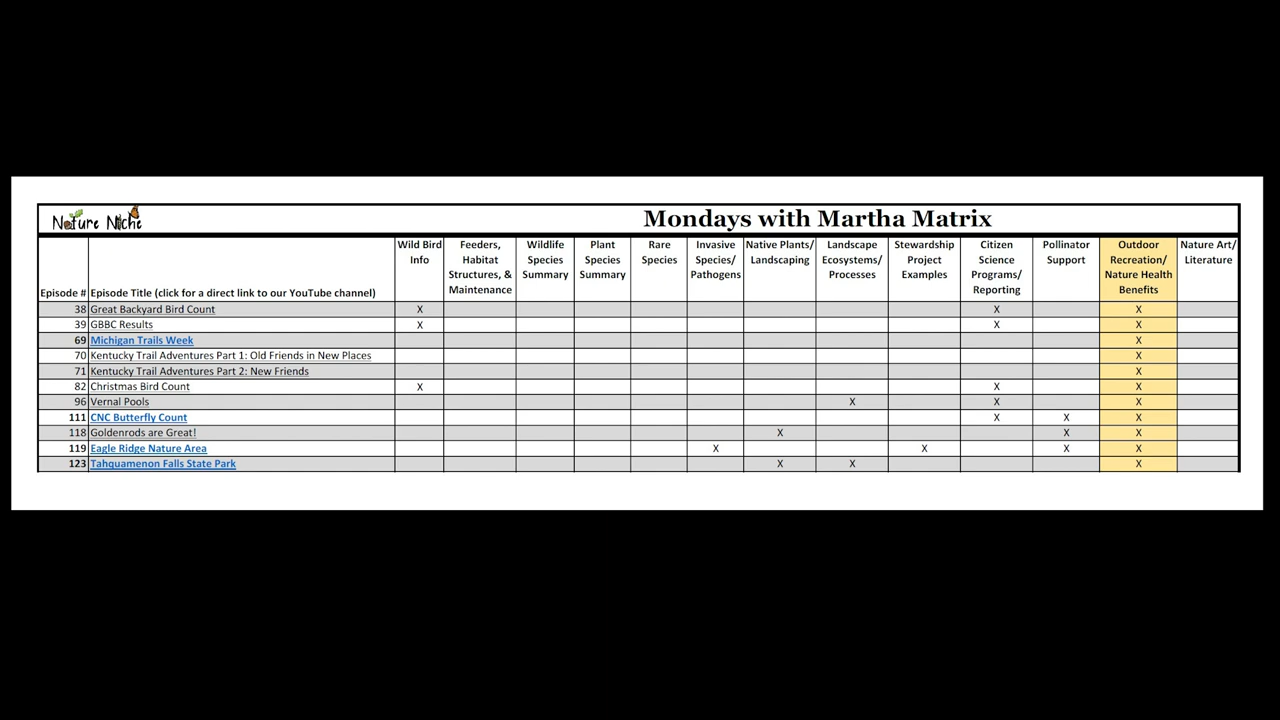 Nature Niche
Mondays with Martha Matrix
Episode # Episode Title (click for a direct link to our YouTube channel) Wild Bird Info Feeders, Habitat Structures, & Maintenance Wildlife Species Summary Plant Species Summary Rare Species Invasive Species/ Pathogens Native Plants/ Landscaping Landscape Ecosystems/ Processes Stewardship Project Examples Citizen Science Programs/ Reporting Pollinator Support Outdoor Recreation/ Nature Health Benefits Nature Art/ Literature
38 Great Backyard Bird Count X X X
39 GBBC Results X X X
69 Michigan Trails Week X
70 Kentucky Trail Adventures Part 1: Old Friends in New Places X
71 Kentucky Trail Adventures Part 2: New Friends X
82 Christmas Bird Count X X X
96 Vernal Pools X X X
111 CNC Butterfly Count X X X
118 Goldenrods are Great! X X X
119 Eagle Ridge Nature Area X X X X
123 Tahquamenon Falls State Park X X X